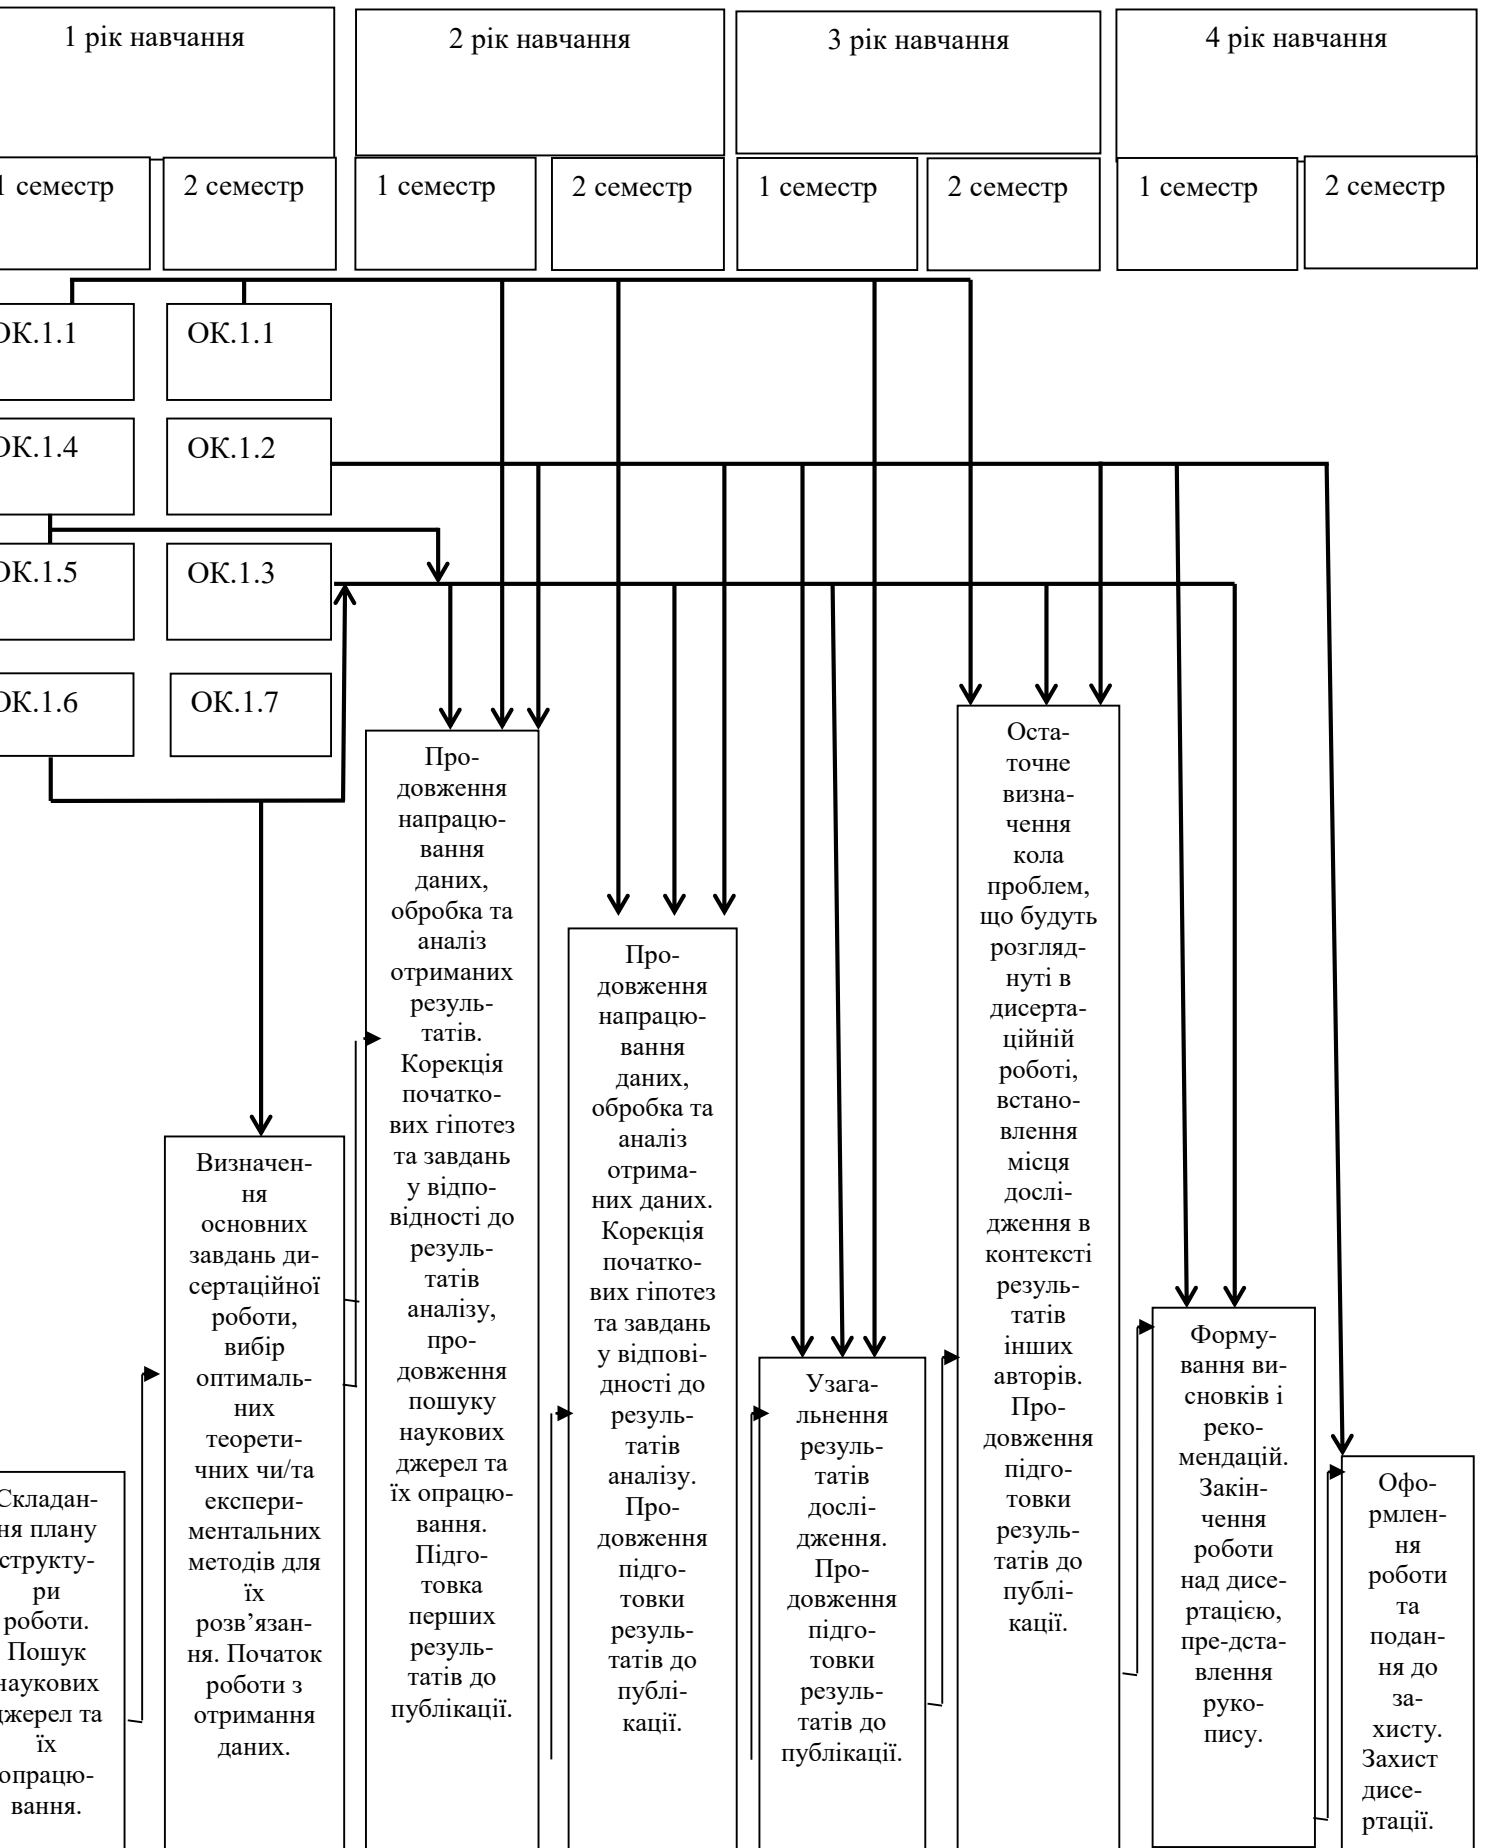 1 рік навчання
2 рік навчання
3 рік навчання
4 рік навчання
1 семестр
2 семестр
1 семестр
2 семестр
1 семестр
2 семестр
1 семестр
2 семестр
ОК.1.1
ОК.1.1
ОК.1.4
ОК.1.2
ОК.1.5
ОК.1.3
ОК.1.6
ОК.1.7
Складан-
ня плану
структу-
ри
роботи.
Пошук
наукових
джерел та
їх
опрацю-
вання.
Визначен-
ня
основних
завдань ди-
сертаційної
роботи,
вибір
оптималь-
них
теорети-
чних чи/та
експери-
ментальних
методів для
їх
розв’язан-
ня. Початок
роботи з
отримання
даних.
Про-
довження
напрацю-
вання
даних,
обробка та
аналіз
отриманих
резуль-
татів.
Корекція
початко-
вих гіпотез
та завдань
у відпо-
відності до
резуль-
татів
аналізу,
про-
довження
пошуку
наукових
джерел та
їх опрацю-
вання.
Підго-
товка
перших
резуль-
татів до
публікації.
Про-
довження
напрацю-
вання
даних,
обробка та
аналіз
отрима-
них даних.
Корекція
початко-
вих гіпотез
та завдань
у відпові-
дності до
резуль-
татів
аналізу.
Про-
довження
підго-
товки
резуль-
татів до
публі-
кації.
Узага-
льнення
резуль-
татів
дослі-
дження.
Про-
довження
підго-
товки
резуль-
татів до
публікації.
Оста-
точне
визна-
чення
кола
проблем,
що будуть
розгляд-
нуті в
дисерта-
ційній
роботі,
встано-
влення
місця
дослі-
дження в
контексті
резуль-
татів
інших
авторів.
Про-
довження
підго-
товки
резуль-
татів до
публі-
кації.
Форму-
вання ви-
сновків і
реко-
мендацій.
Закін-
чення
роботи
над дисе-
ртацією,
пре-дста-
влення
руко-
пису.
Офо-
рмлен-
ня
роботи
та
подан-
ня до
за-
хисту.
Захист
дисе-
ртації.